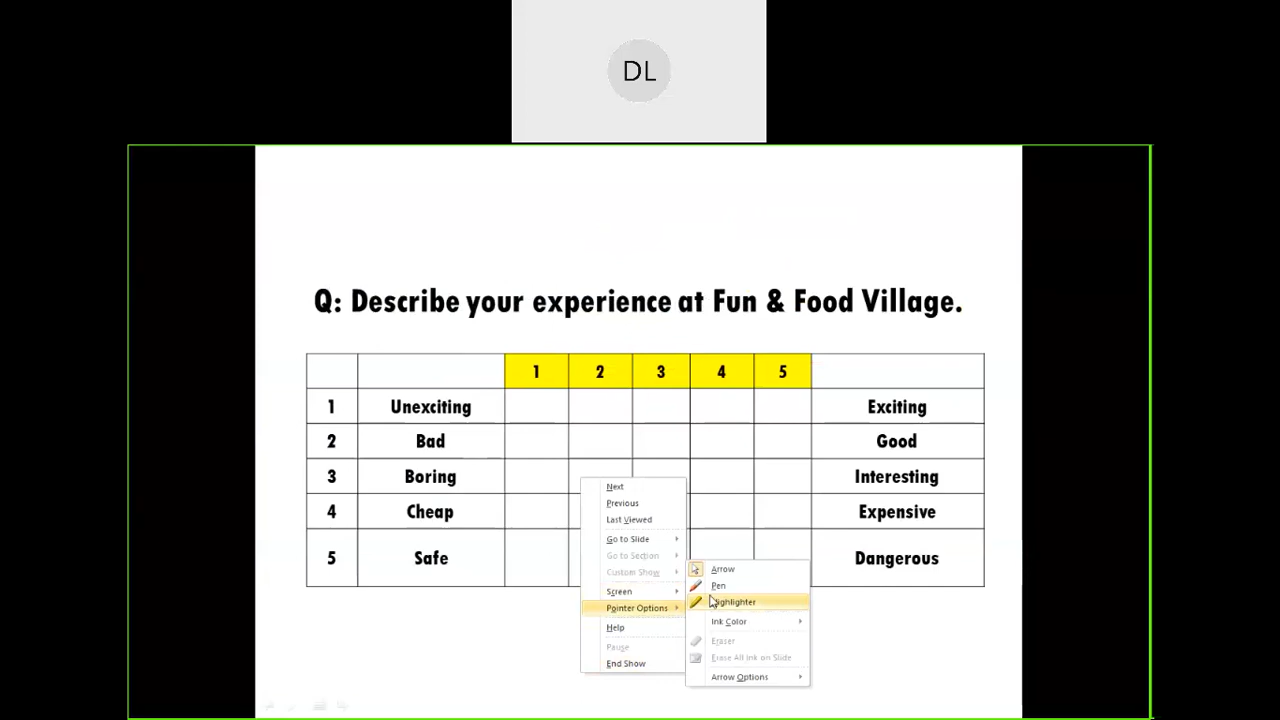 DL
Q: Describe your experience at Fun & Food Village.
1 2 3 4 5
1 Unexciting Exciting
2 Bad Good
3 Boring Interesting
4 Cheap Expensive
5 Safe Dangerous
Next
Previous
Last Viewed
Go to Slide
Go to Section
Custom Show
Screen
Pointer Options
Help
Pause
End Show
Arrow
Pen
Highlighter
Ink Color
Eraser
Erase All Ink on Slide
Arrow Options